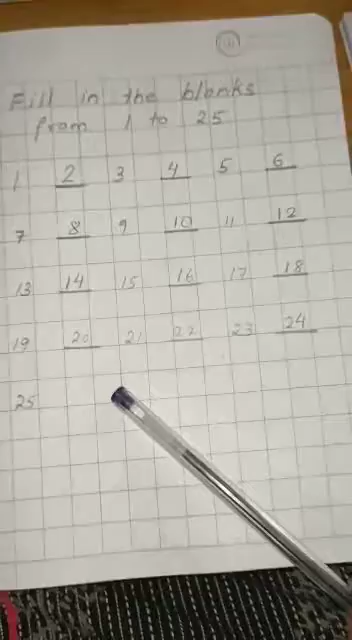 Fill in the blanks
from 1 to 25
1 2 3 4 5 6
7 8 9 10 11 12
13 14 15 16 17 18
19 20 21 22 23 24
25